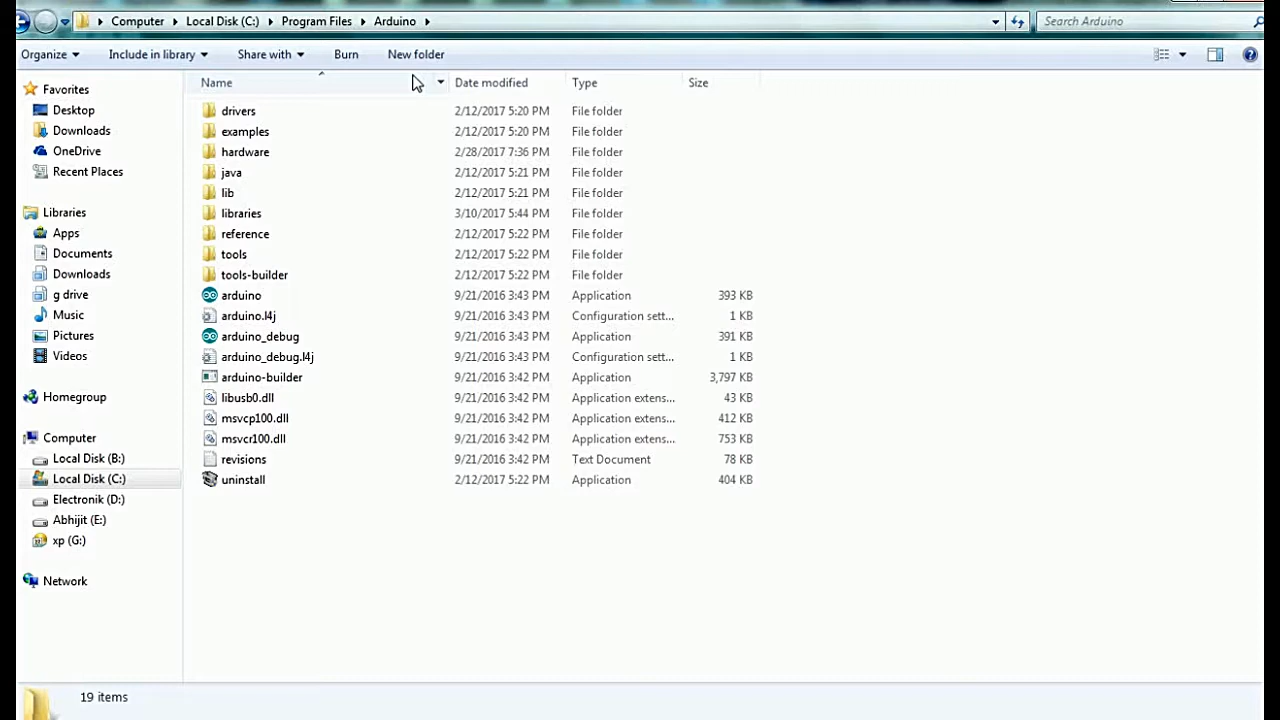 Computer Local Disk (C:) Program Files Arduino Search Arduino
Organize Include in library Share with Burn New folder
Name Date modified Type Size
Favorites
Desktop
Downloads
OneDrive
Recent Places
Libraries
Apps
Documents
Downloads
g drive
Music
Pictures
Videos
Homegroup
Computer
Local Disk (B:)
Local Disk (C:)
Electronik (D:)
Abhijit (E:)
xp (G:)
Network
drivers 2/12/2017 5:20 PM File folder
examples 2/12/2017 5:20 PM File folder
hardware 2/28/2017 7:36 PM File folder
java 2/12/2017 5:21 PM File folder
lib 2/12/2017 5:21 PM File folder
libraries 3/10/2017 5:44 PM File folder
reference 2/12/2017 5:22 PM File folder
tools 2/12/2017 5:22 PM File folder
tools-builder 2/12/2017 5:22 PM File folder
arduino 9/21/2016 3:43 PM Application 393 KB
arduino.l4j 9/21/2016 3:43 PM Configuration sett... 1 KB
arduino_debug 9/21/2016 3:43 PM Application 391 KB
arduino_debug.l4j 9/21/2016 3:43 PM Configuration sett... 1 KB
arduino-builder 9/21/2016 3:42 PM Application 3,797 KB
libusb0.dll 9/21/2016 3:42 PM Application extens... 43 KB
msvcp100.dll 9/21/2016 3:42 PM Application extens... 412 KB
msvcr100.dll 9/21/2016 3:42 PM Application extens... 753 KB
revisions 9/21/2016 3:42 PM Text Document 78 KB
uninstall 2/12/2017 5:22 PM Application 404 KB
19 items